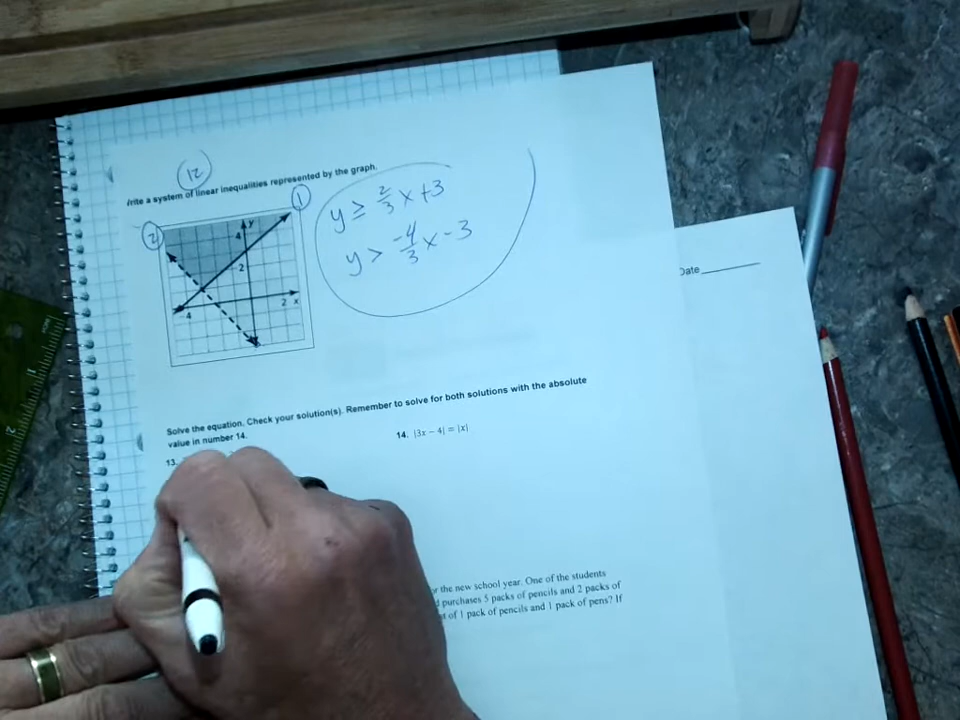 12
rite a system of linear inequalities represented by the graph.
2
1
4
y
2
-4
2
x
y ≥ 2/3 x + 3
y > -4/3 x - 3
Date
Solve the equation. Check your solution(s). Remember to solve for both solutions with the absolute
value in number 14.
13.
14. |3x − 4| = |x|
r the new school year. One of the students
purchases 5 packs of pencils and 2 packs of
t of 1 pack of pencils and 1 pack of pens? If
2